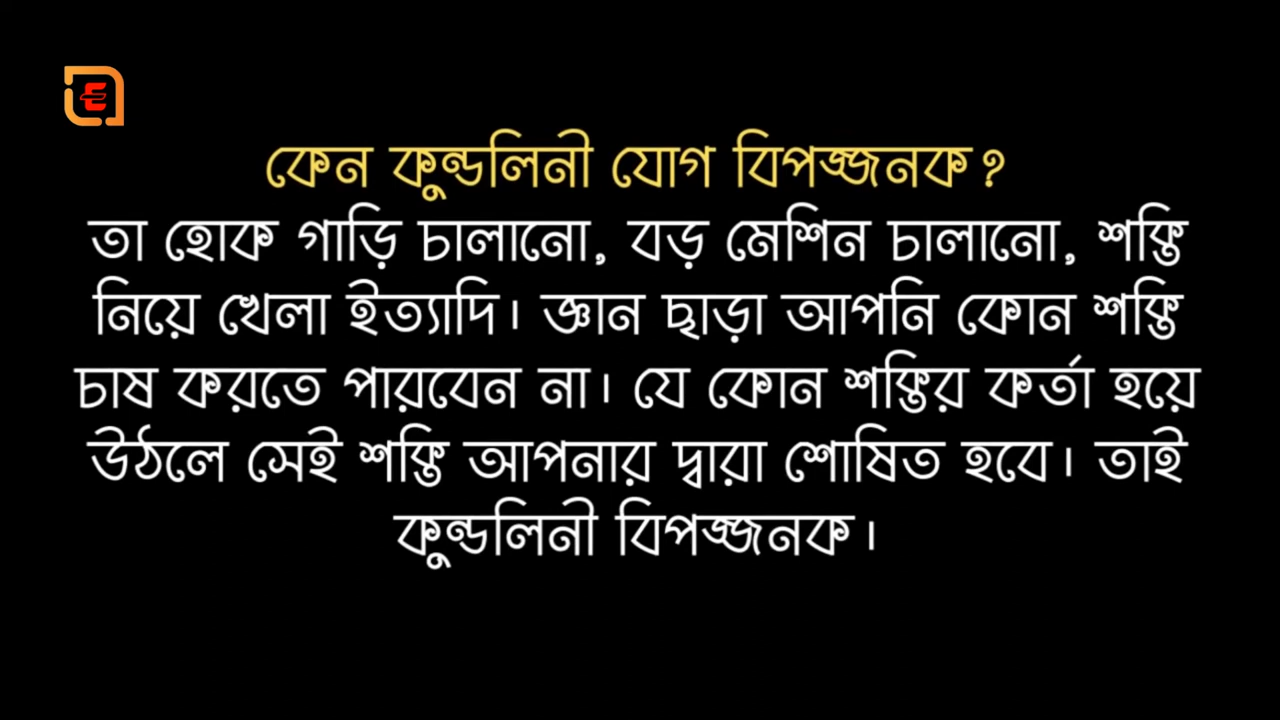 E
কেন কুন্ডলিনী যোগ বিপজ্জনক?
তা হোক গাড়ি চালানো, বড় মেশিন চালানো, শক্তি
নিয়ে খেলা ইত্যাদি। জ্ঞান ছাড়া আপনি কোন শক্তি
চাষ করতে পারবেন না। যে কোন শক্তির কর্তা হয়ে
উঠলে সেই শক্তি আপনার দ্বারা শোষিত হবে। তাই
কুন্ডলিনী বিপজ্জনক।